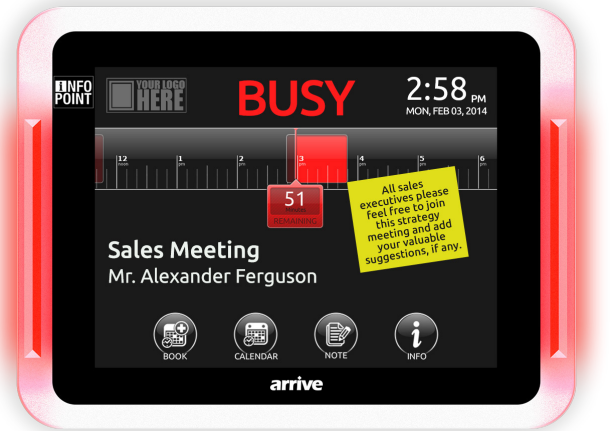 INFO
POINT
YOUR LOGO
HERE
BUSY
2:58 PM
MON, FEB 03, 2014
12
noon
1
pm
2
pm
3
pm
4
pm
5
pm
6
pm
51
minutes
REMAINING
All sales
executives please
feel free to join
this strategy
meeting and add
your valuable
suggestions, if any.
Sales Meeting
Mr. Alexander Ferguson
BOOK
CALENDAR
NOTE
INFO
arrive